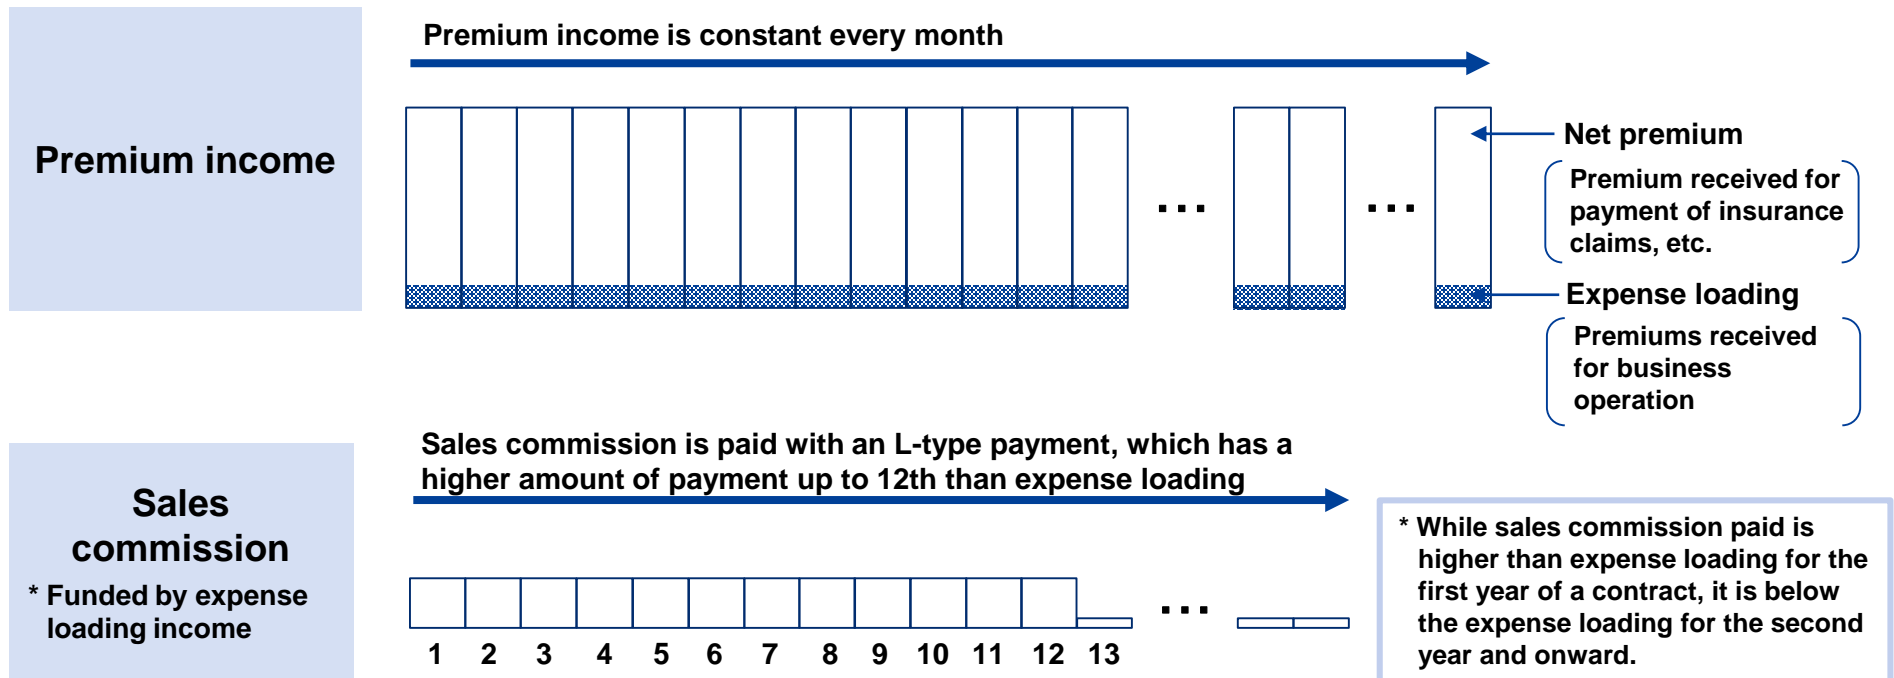 Premium income is constant every month
Premium income
Net premium
Premium received for
payment of insurance
claims, etc.
...
...
Expense loading
Premiums received
for business
operation
Sales commission is paid with an L-type payment, which has a
higher amount of payment up to 12th than expense loading
Sales
commission
* Funded by expense
loading income
...
1 2 3 4 5 6 7 8 9 10 11 12 13
* While sales commission paid is
higher than expense loading for the
first year of a contract, it is below
the expense loading for the second
year and onward.